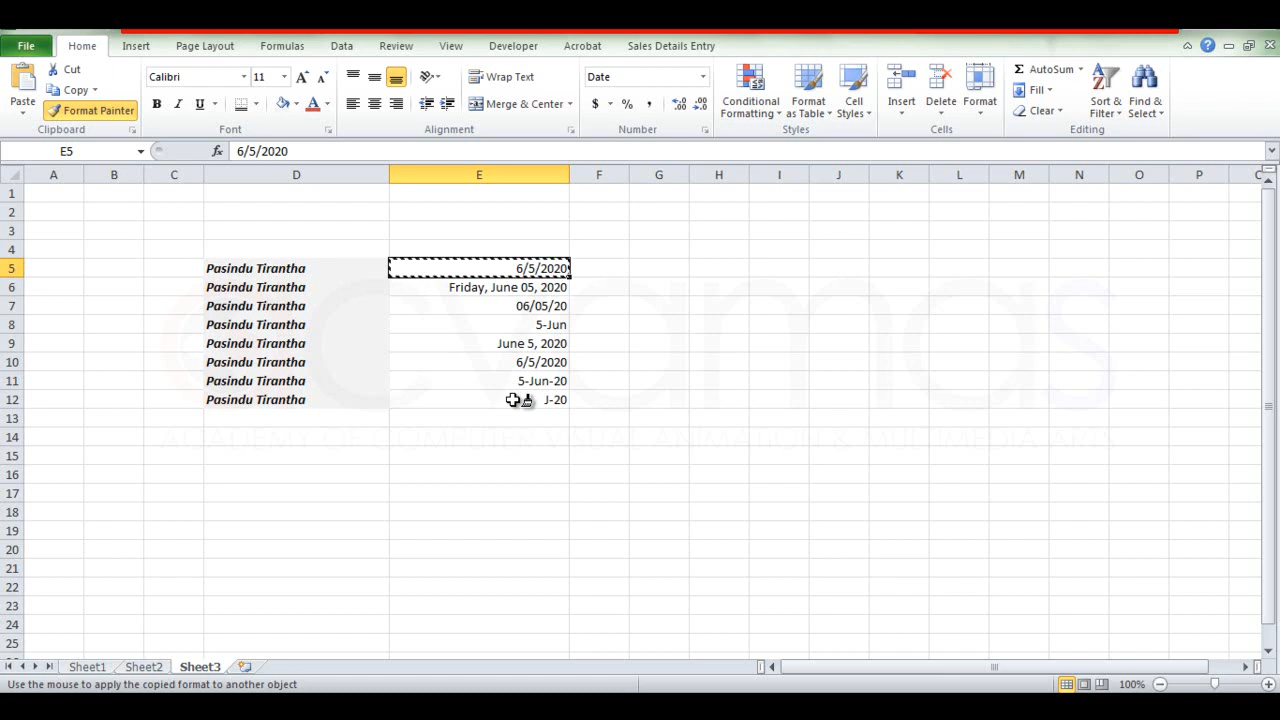 File Home Insert Page Layout Formulas Data Review View Developer Acrobat Sales Details Entry
Paste Cut Copy Format Painter Clipboard
Calibri 11 B I U A Font
Wrap Text Merge & Center Alignment
Date $ % , Number
Conditional Formatting Format as Table Cell Styles Styles
Insert Delete Format Cells
AutoSum Fill Clear Sort & Filter Find & Select Editing
E5 fx 6/5/2020
A B C D E F G H I J K L M N O P
1
2
3
4
5 Pasindu Tirantha 6/5/2020
6 Pasindu Tirantha Friday, June 05, 2020
7 Pasindu Tirantha 06/05/20
8 Pasindu Tirantha 5-Jun
9 Pasindu Tirantha June 5, 2020
10 Pasindu Tirantha 6/5/2020
11 Pasindu Tirantha 5-Jun-20
12 Pasindu Tirantha J-20
13
14
ACADEMY OF COMPUTER VISUAL ANIMATION & MULTIMEDIA ARTS
15
16
17
18
19
20
21
22
23
24
25
Sheet1 Sheet2 Sheet3
Use the mouse to apply the copied format to another object 100%